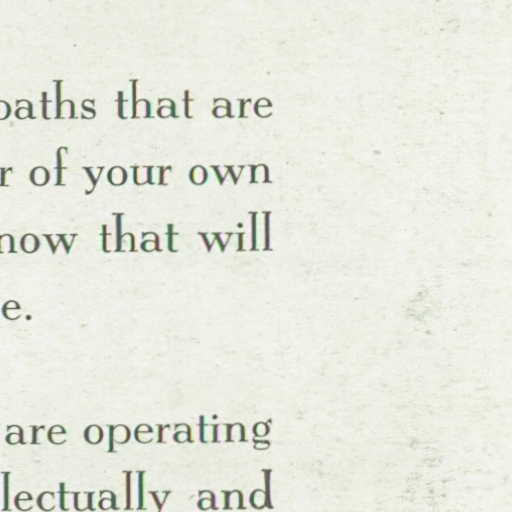 paths that are
r of your own
now that will
e.
are operating
lectually and